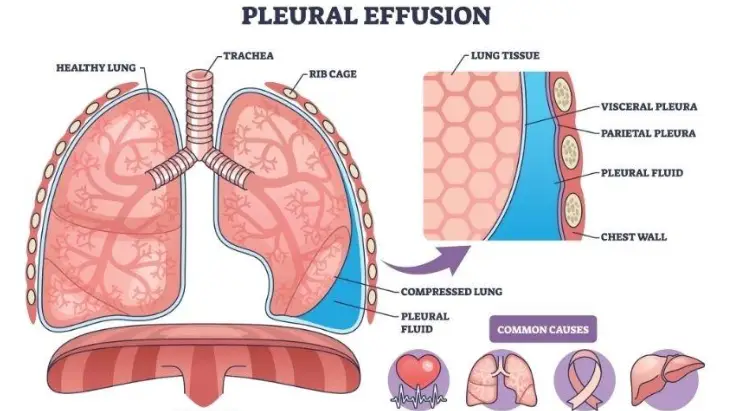 PLEURAL EFFUSION
HEALTHY LUNG
TRACHEA
RIB CAGE
LUNG TISSUE
VISCERAL PLEURA
PARIETAL PLEURA
PLEURAL FLUID
CHEST WALL
COMPRESSED LUNG
PLEURAL
FLUID
COMMON CAUSES